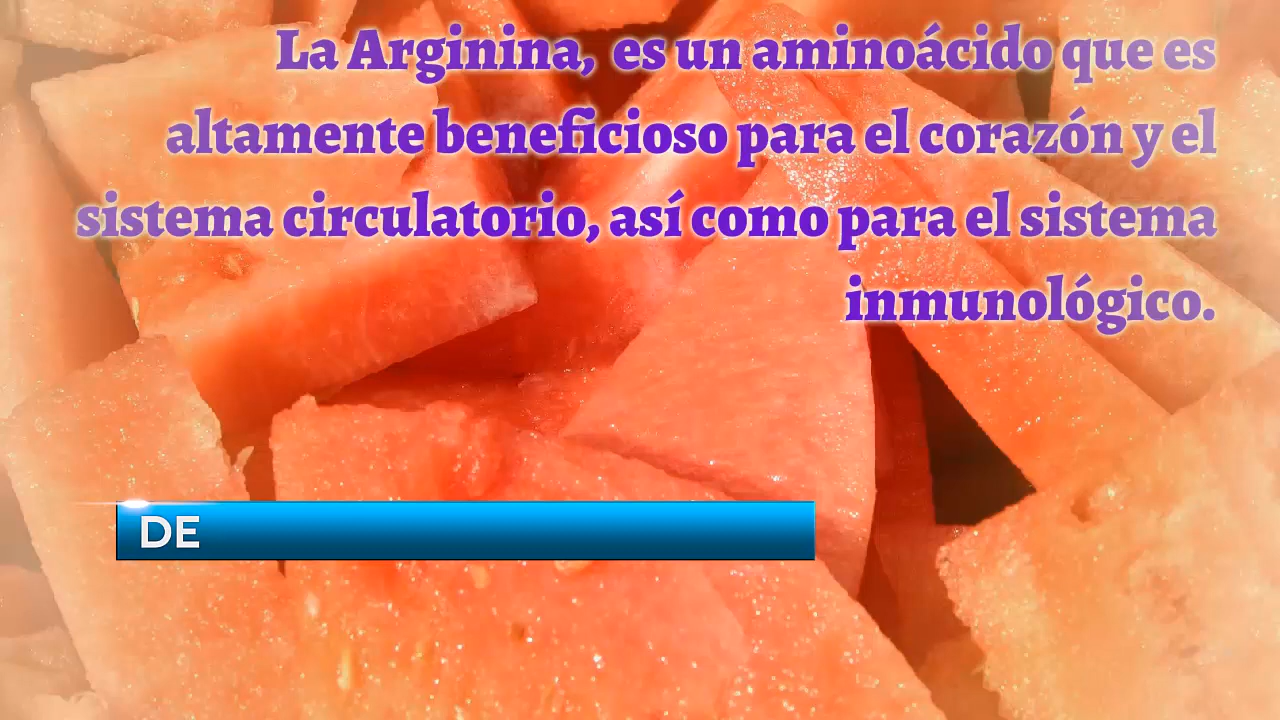 La Arginina, es un aminoácido que es
altamente beneficioso para el corazón y el
sistema circulatorio, así como para el sistema
inmunológico.
DE